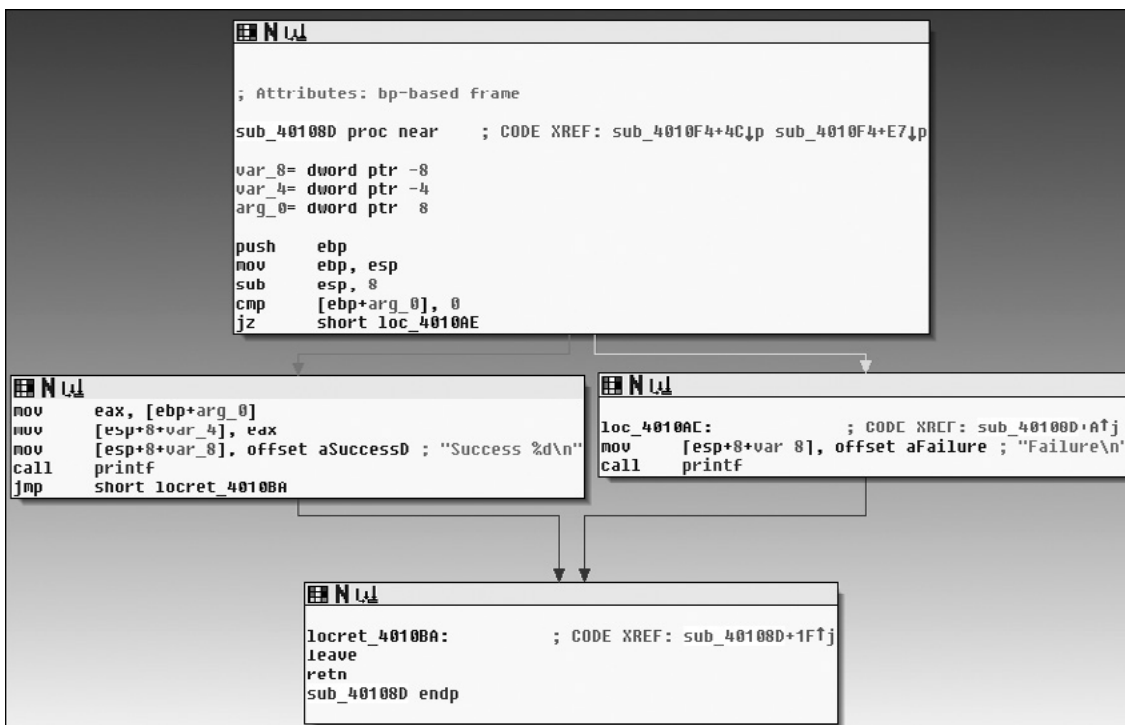 ; Attributes: bp-based frame
sub_40108D proc near ; CODE XREF: sub_4010F4+4C↓p sub_4010F4+E7↓p
var_8= dword ptr -8
var_4= dword ptr -4
arg_0= dword ptr 8
push ebp
mov ebp, esp
sub esp, 8
cmp [ebp+arg_0], 0
jz short loc_4010AE
mov eax, [ebp+arg_0]
mov [esp+8+var_4], eax
mov [esp+8+var_8], offset aSuccessD ; "Success %d\n"
call printf
jmp short locret_4010BA
loc_4010AE: ; CODE XREF: sub_40108D+A↑j
mov [esp+8+var_8], offset aFailure ; "Failure\n"
call printf
locret_4010BA: ; CODE XREF: sub_40108D+1F↑j
leave
retn
sub_40108D endp